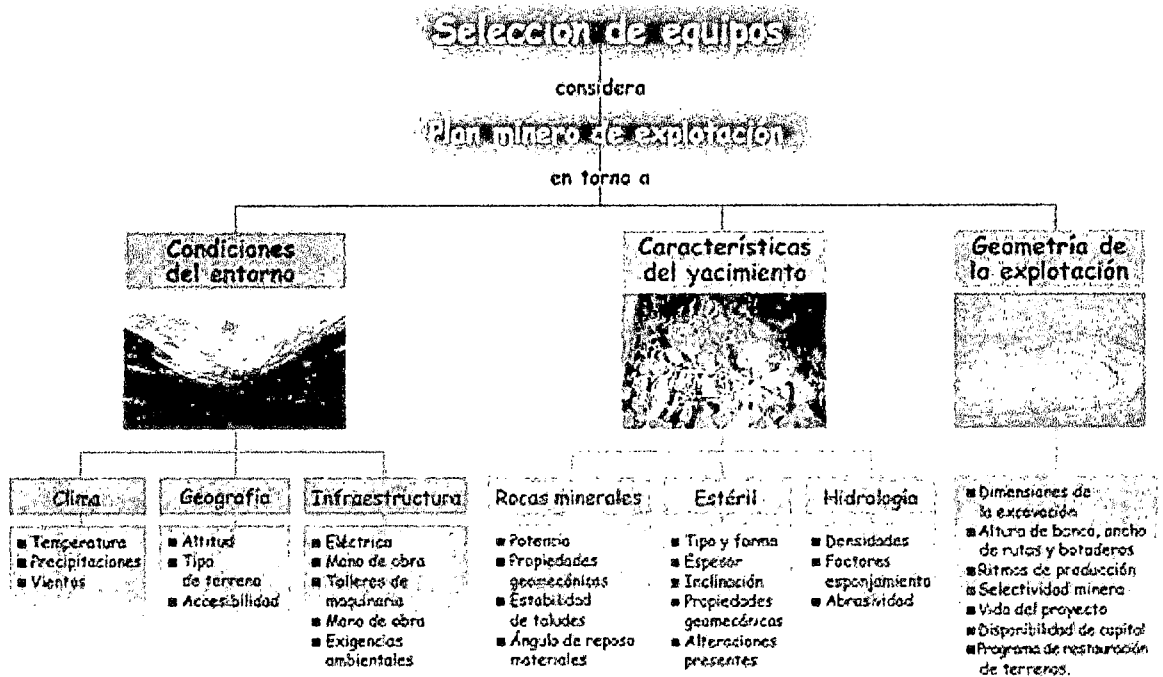 Selección de equipos
considera
Plan minero de explotación
en torno a
Condiciones
del entorno
Características
del yacimiento
Geometría de
la explotación
Clima
■ Temperatura
■ Precipitaciones
■ Vientos
Geografía
■ Altitud
■ Tipo
de terreno
■ Accesibilidad
Infraestructura
■ Eléctrica
■ Mano de obra
■ Talleres de
maquinaria
■ Mano de obra
■ Exigencias
ambientales
Rocas minerales
■ Potencia
■ Propiedades
geomecánicas
■ Estabilidad
de taludes
■ Ángulo de reposo
materiales
Estéril
■ Tipo y forma
■ Espesor
■ Inclinación
■ Propiedades
geomecánicas
■ Alteraciones
presentes
Hidrología
■ Densidades
■ Factores
esponjamiento
■ Abrasividad
■ Dimensiones de
la excavación
■ Altura de banco, ancho
de rutas y botaderos
■ Ritmos de producción
■ Selectividad minera
■ Vida del proyecto
■ Disponibilidad de capital
■ Programa de restauración
de terrenos.